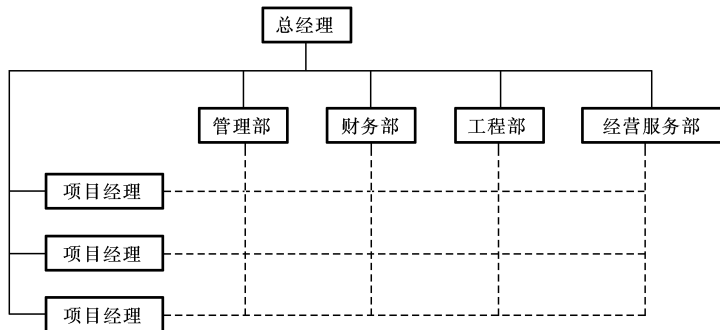 总经理
管理部 财务部 工程部 经营服务部
项目经理
项目经理
项目经理